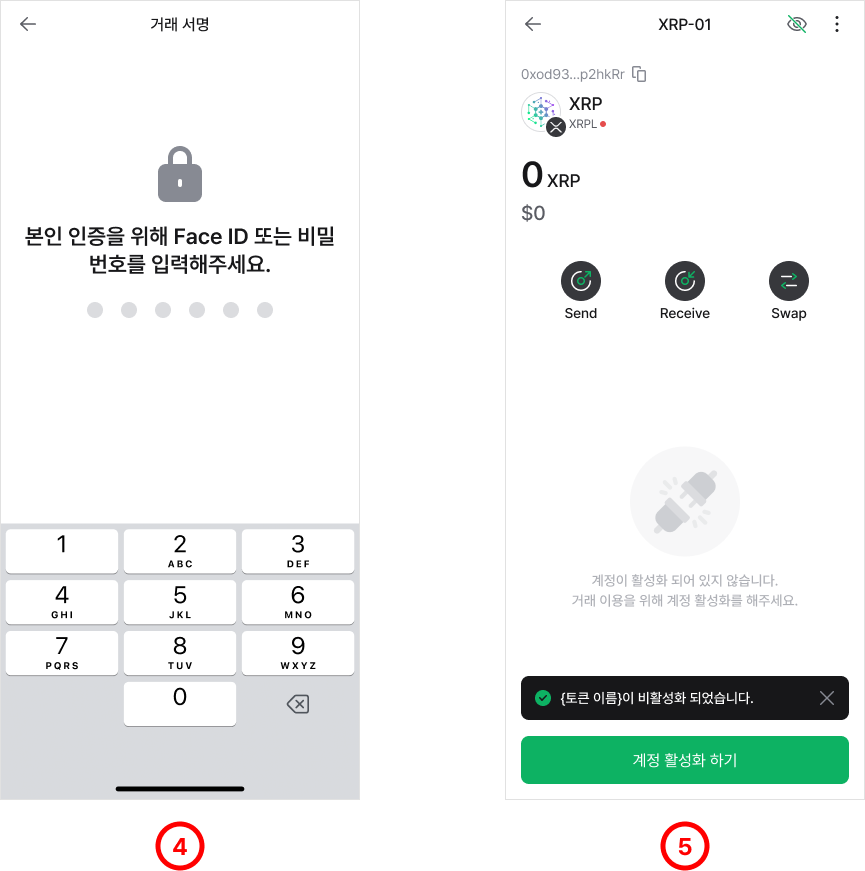 거래 서명
본인 인증을 위해 Face ID 또는 비밀
번호를 입력해주세요.
1
2
ABC
3
DEF
4
GHI
5
JKL
6
MNO
7
PQRS
8
TUV
9
WXYZ
0
4
XRP-01
0xod93...p2hkRr
XRP
XRPL
0 XRP
$0
Send
Receive
Swap
계정이 활성화 되어 있지 않습니다.
거래 이용을 위해 계정 활성화를 해주세요.
{토큰 이름}이 비활성화 되었습니다.
계정 활성화 하기
5